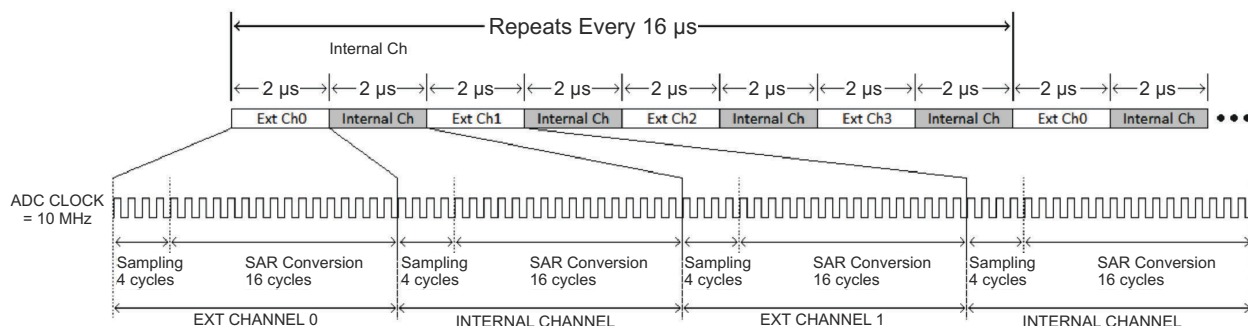 Repeats Every 16 µs
Internal Ch
2 µs 2 µs 2 µs 2 µs 2 µs 2 µs 2 µs 2 µs 2 µs 2 µs
Ext Ch0 Internal Ch Ext Ch1 Internal Ch Ext Ch2 Internal Ch Ext Ch3 Internal Ch Ext Ch0 Internal Ch •••
ADC CLOCK
= 10 MHz
Sampling SAR Conversion Sampling SAR Conversion Sampling SAR Conversion Sampling SAR Conversion
4 cycles 16 cycles 4 cycles 16 cycles 4 cycles 16 cycles 4 cycles 16 cycles
EXT CHANNEL 0 INTERNAL CHANNEL EXT CHANNEL 1 INTERNAL CHANNEL